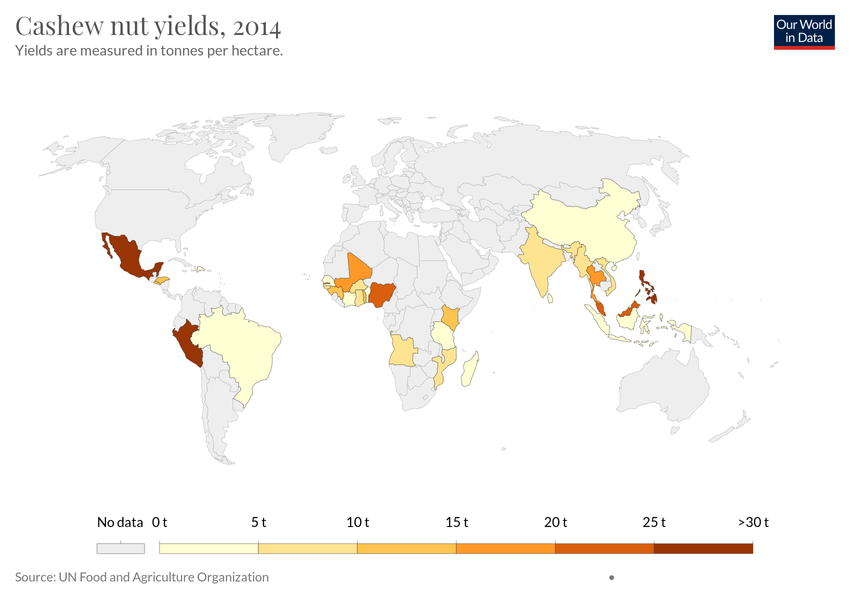 Cashew nut yields, 2014
Yields are measured in tonnes per hectare.
Our World
in Data
No data 0 t 5 t 10 t 15 t 20 t 25 t >30 t
Source: UN Food and Agriculture Organization